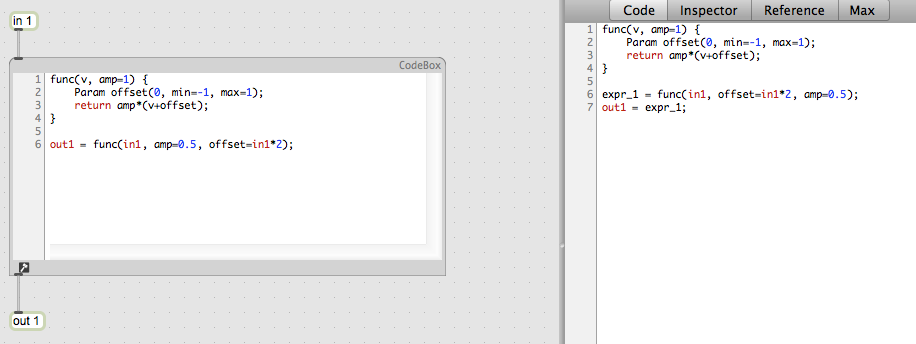 in 1
CodeBox
1 func(v, amp=1) {
2 Param offset(0, min=-1, max=1);
3 return amp*(v+offset);
4 }
5
6 out1 = func(in1, amp=0.5, offset=in1*2);
out 1
Code Inspector Reference Max
1 func(v, amp=1) {
2 Param offset(0, min=-1, max=1);
3 return amp*(v+offset);
4 }
5
6 expr_1 = func(in1, offset=in1*2, amp=0.5);
7 out1 = expr_1;